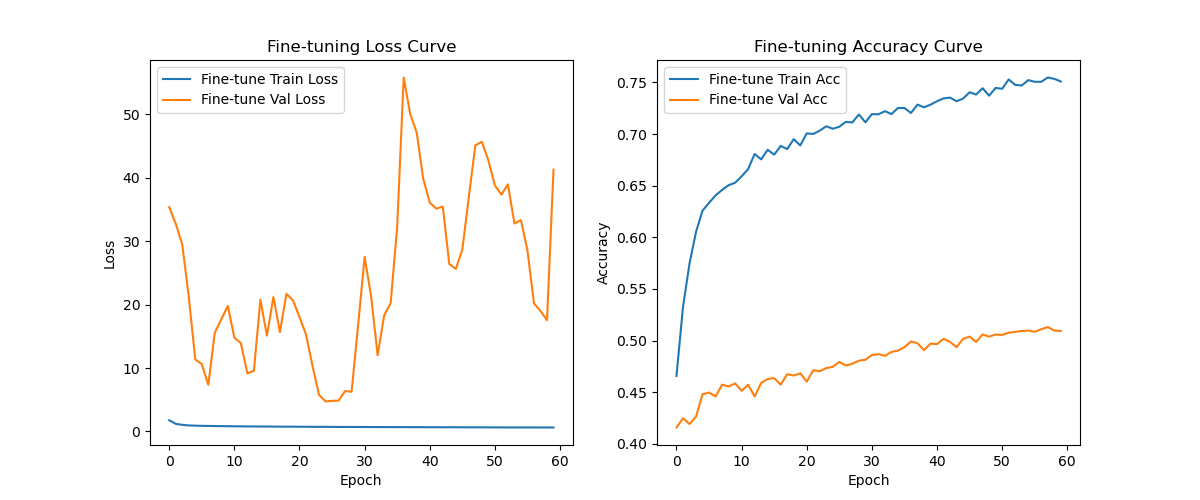 Fine-tuning Loss Curve
Fine-tune Train Loss
Fine-tune Val Loss
Loss
50
40
30
20
10
0
0 10 20 30 40 50 60
Epoch
Fine-tuning Accuracy Curve
Fine-tune Train Acc
Fine-tune Val Acc
Accuracy
0.75
0.70
0.65
0.60
0.55
0.50
0.45
0.40
0 10 20 30 40 50 60
Epoch